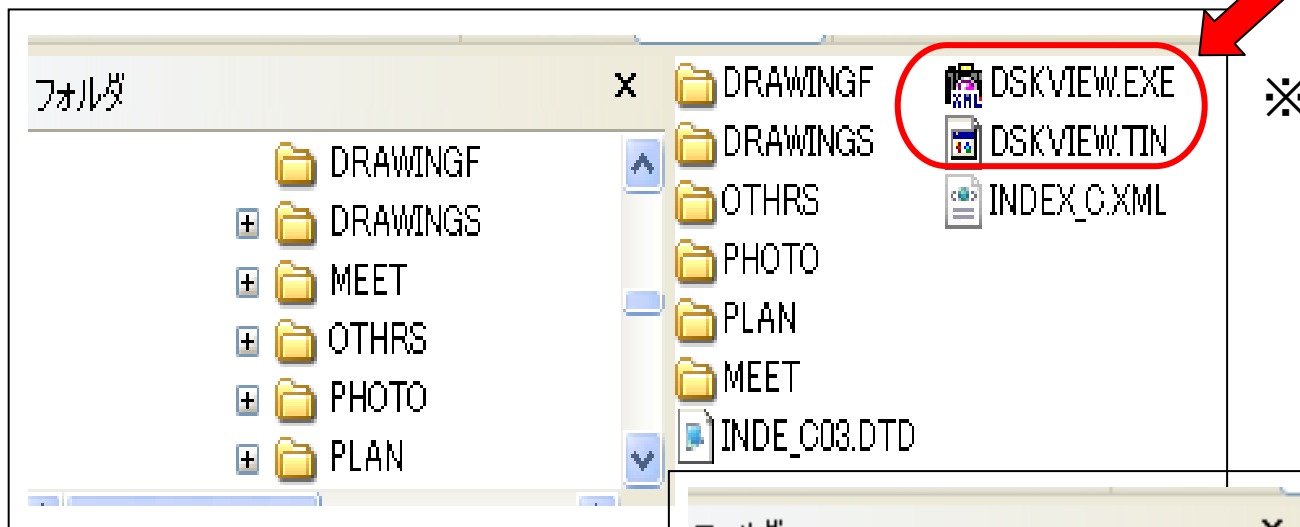 フォルダ X
DRAWINGF
DRAWINGS
MEET
OTHRS
PHOTO
PLAN
DRAWINGF
DRAWINGS
OTHRS
PHOTO
PLAN
MEET
INDE_C03.DTD
DSKVIEW.EXE
DSKVIEW.TIN
INDEX_C.XML
※